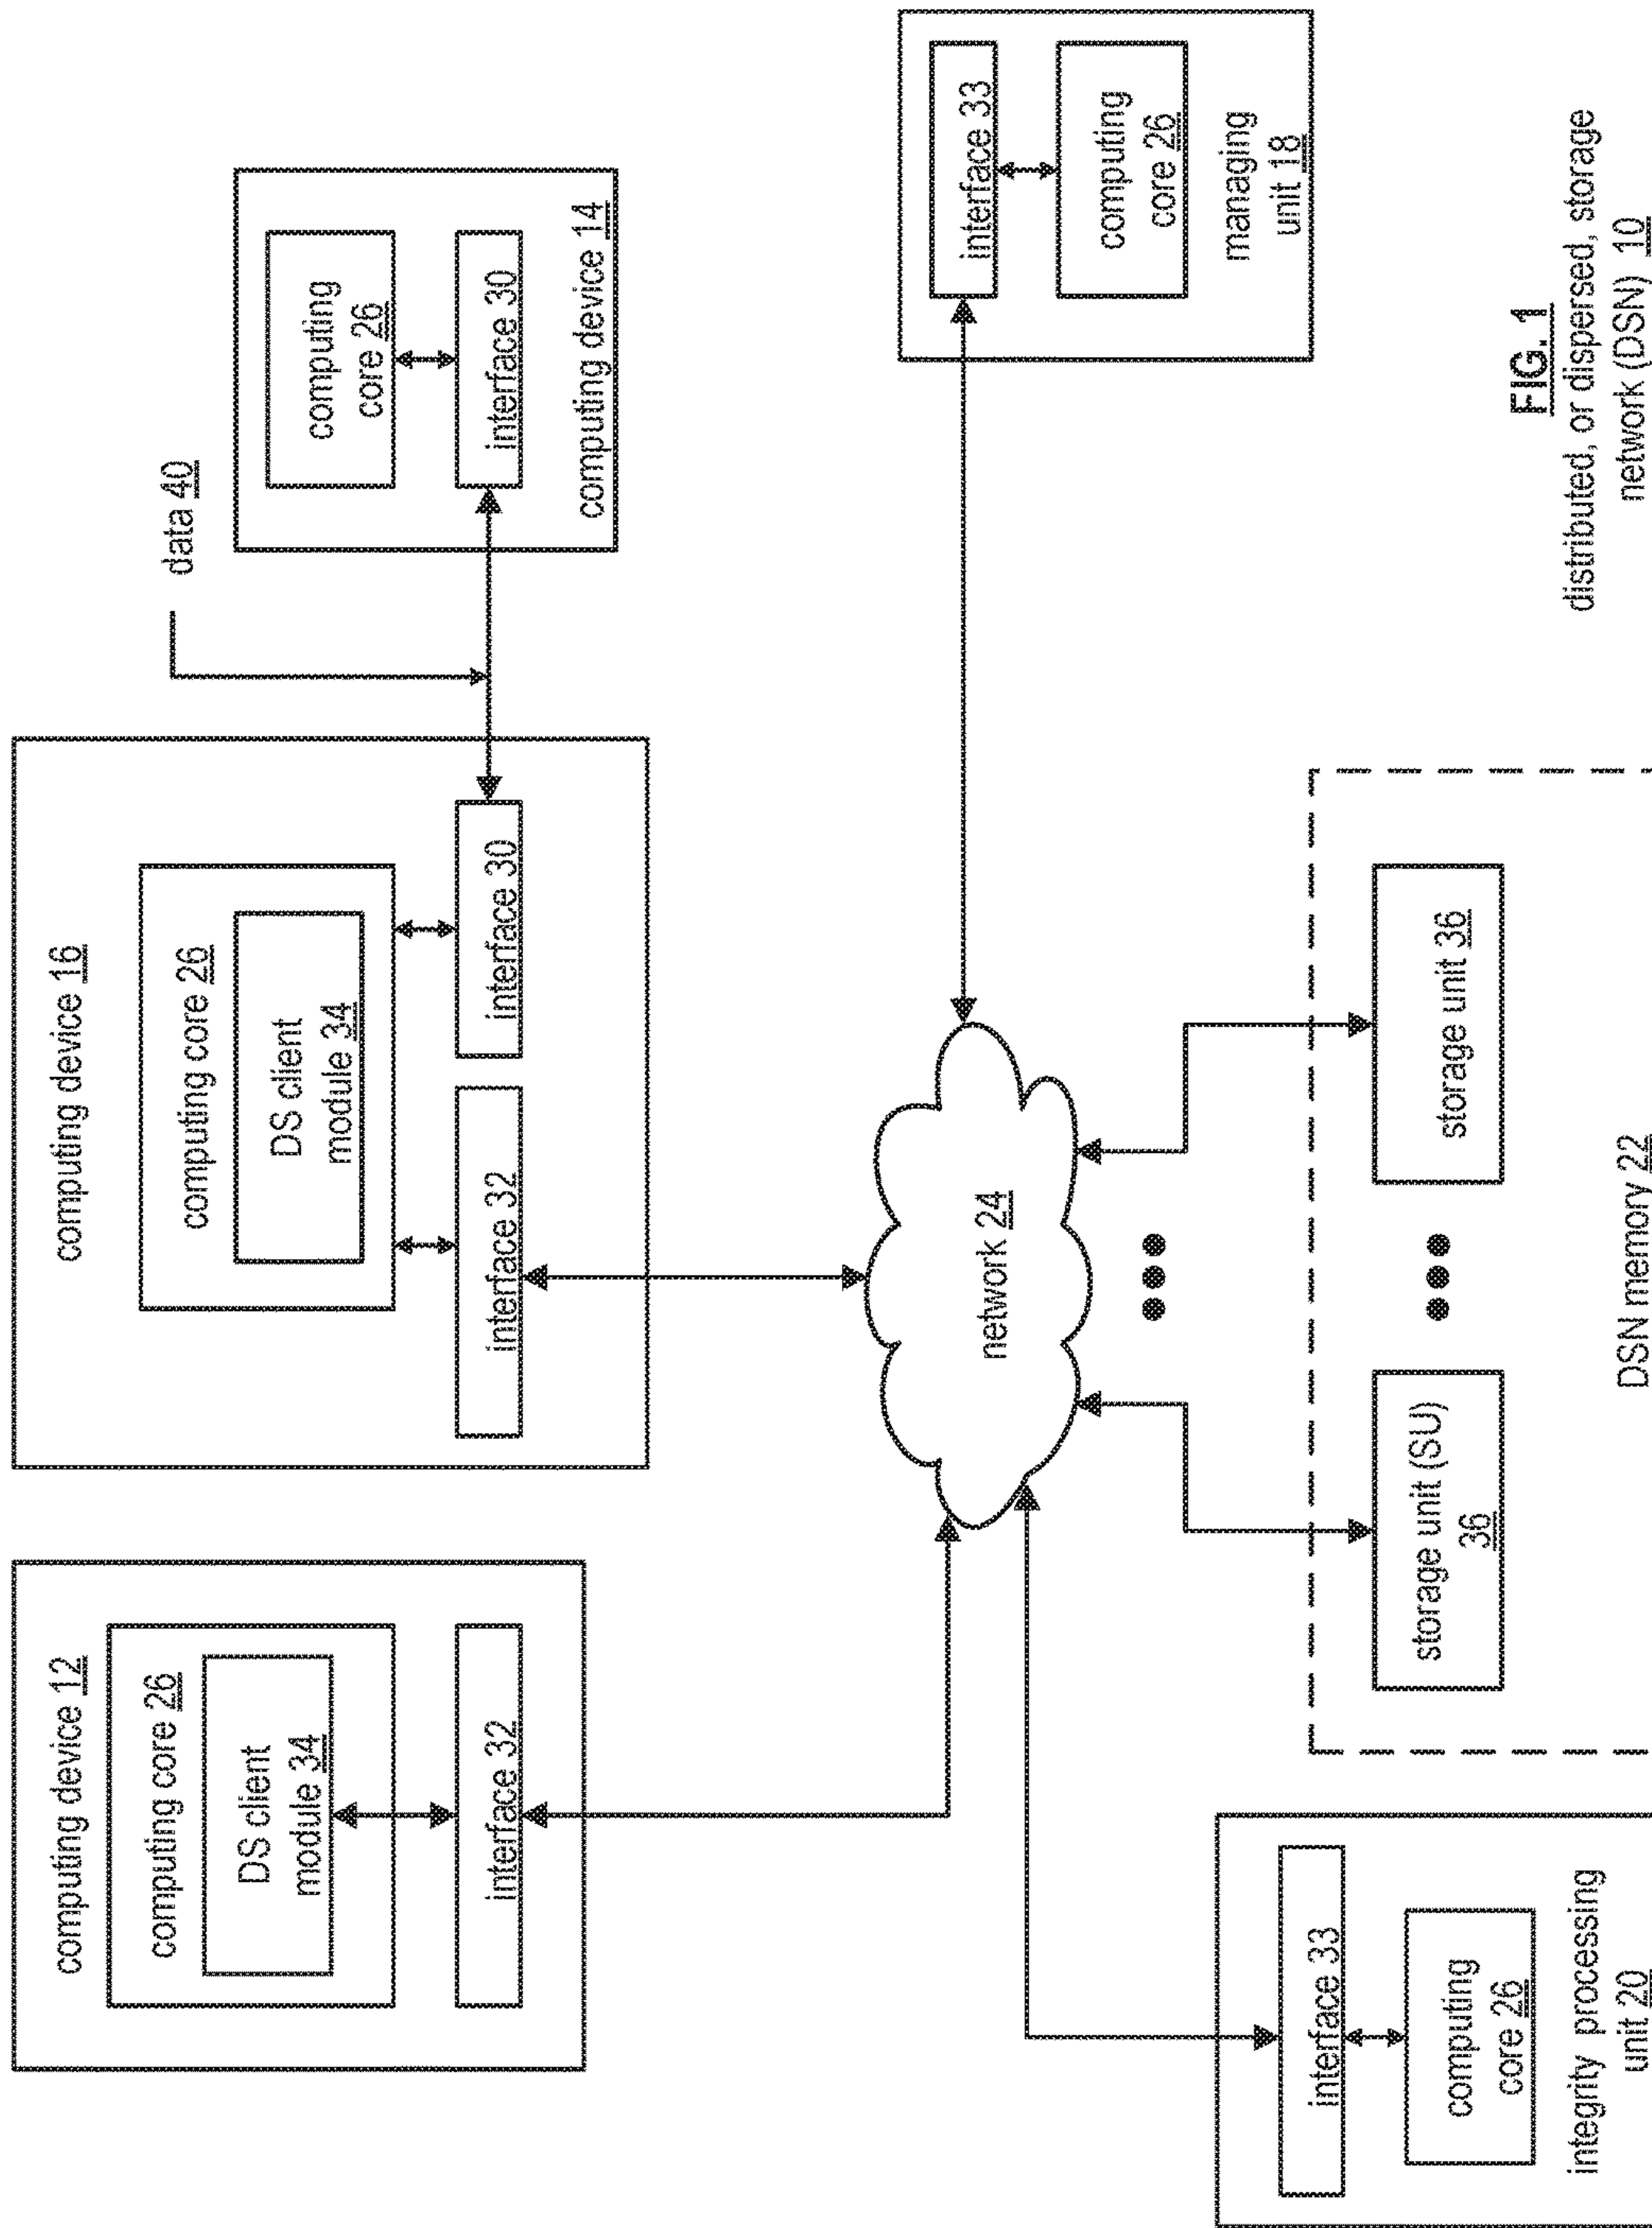 computing device 12
computing core 26
DS client
module 34
interface 32
computing device 16
computing core 26
DS client
module 34
interface 32
interface 30
data 40
computing
core 26
interface 30
computing device 14
network 24
interface 33
computing
core 26
managing
unit 18
interface 33
computing
core 26
integrity processing
unit 20
storage unit (SU)
36
storage unit 36
DSN memory 22
FIG. 1
distributed, or dispersed, storage
network (DSN) 10